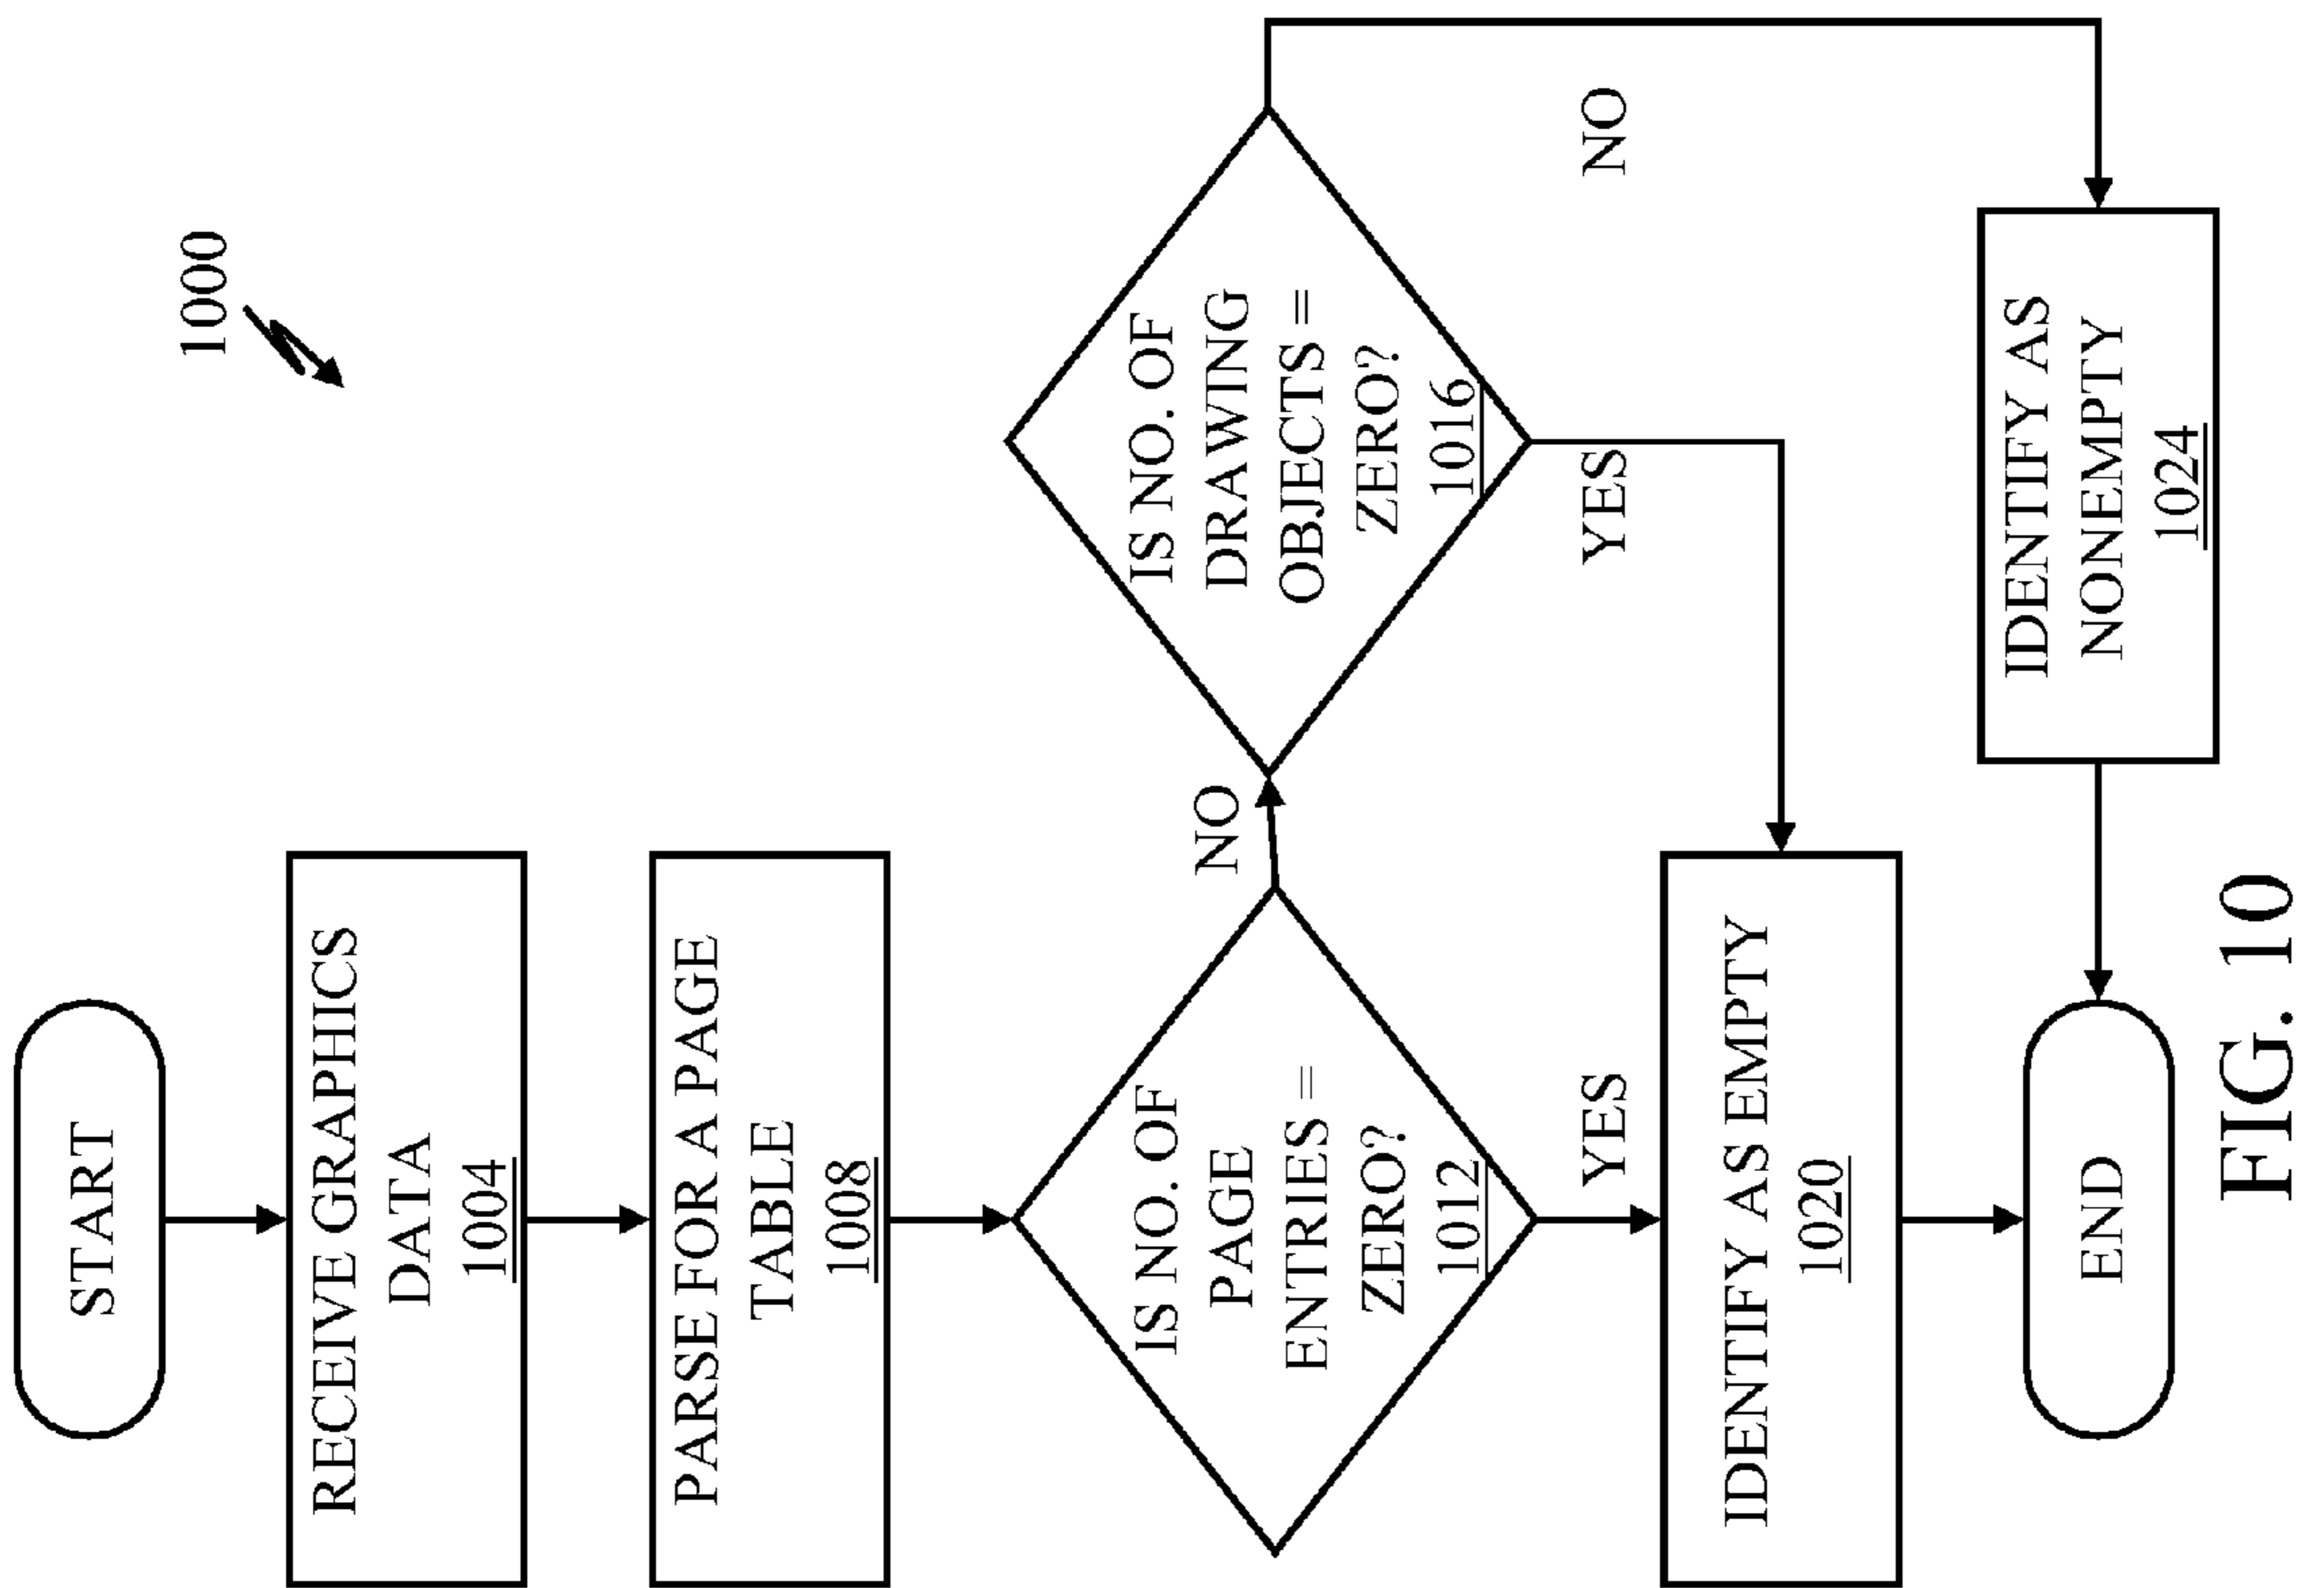 1000
START
RECEIVE GRAPHICS
DATA
1004
PARSE FOR A PAGE
TABLE
1008
IS NO. OF
PAGE
ENTRIES =
ZERO?
1012
NO
IS NO. OF
DRAWING
OBJECTS =
ZERO?
1016
YES
YES
NO
IDENTIFY AS EMPTY
1020
IDENTIFY AS
NONEMPTY
1024
END
FIG. 10